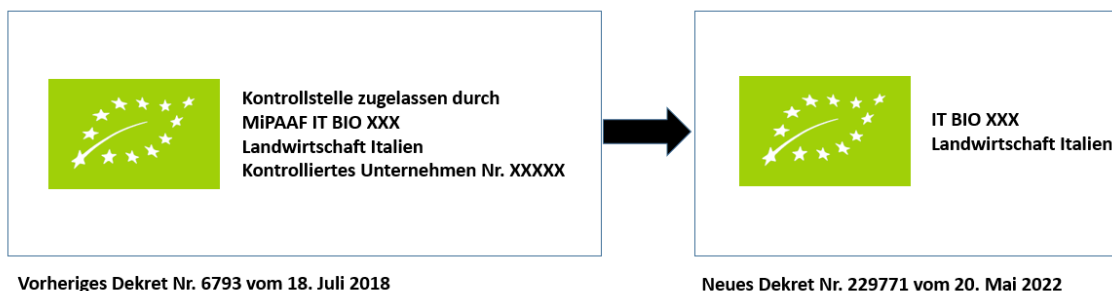 Kontrollstelle zugelassen durch
MiPAAF IT BIO XXX
Landwirtschaft Italien
Kontrolliertes Unternehmen Nr. XXXXX
Vorheriges Dekret Nr. 6793 vom 18. Juli 2018
IT BIO XXX
Landwirtschaft Italien
Neues Dekret Nr. 229771 vom 20. Mai 2022